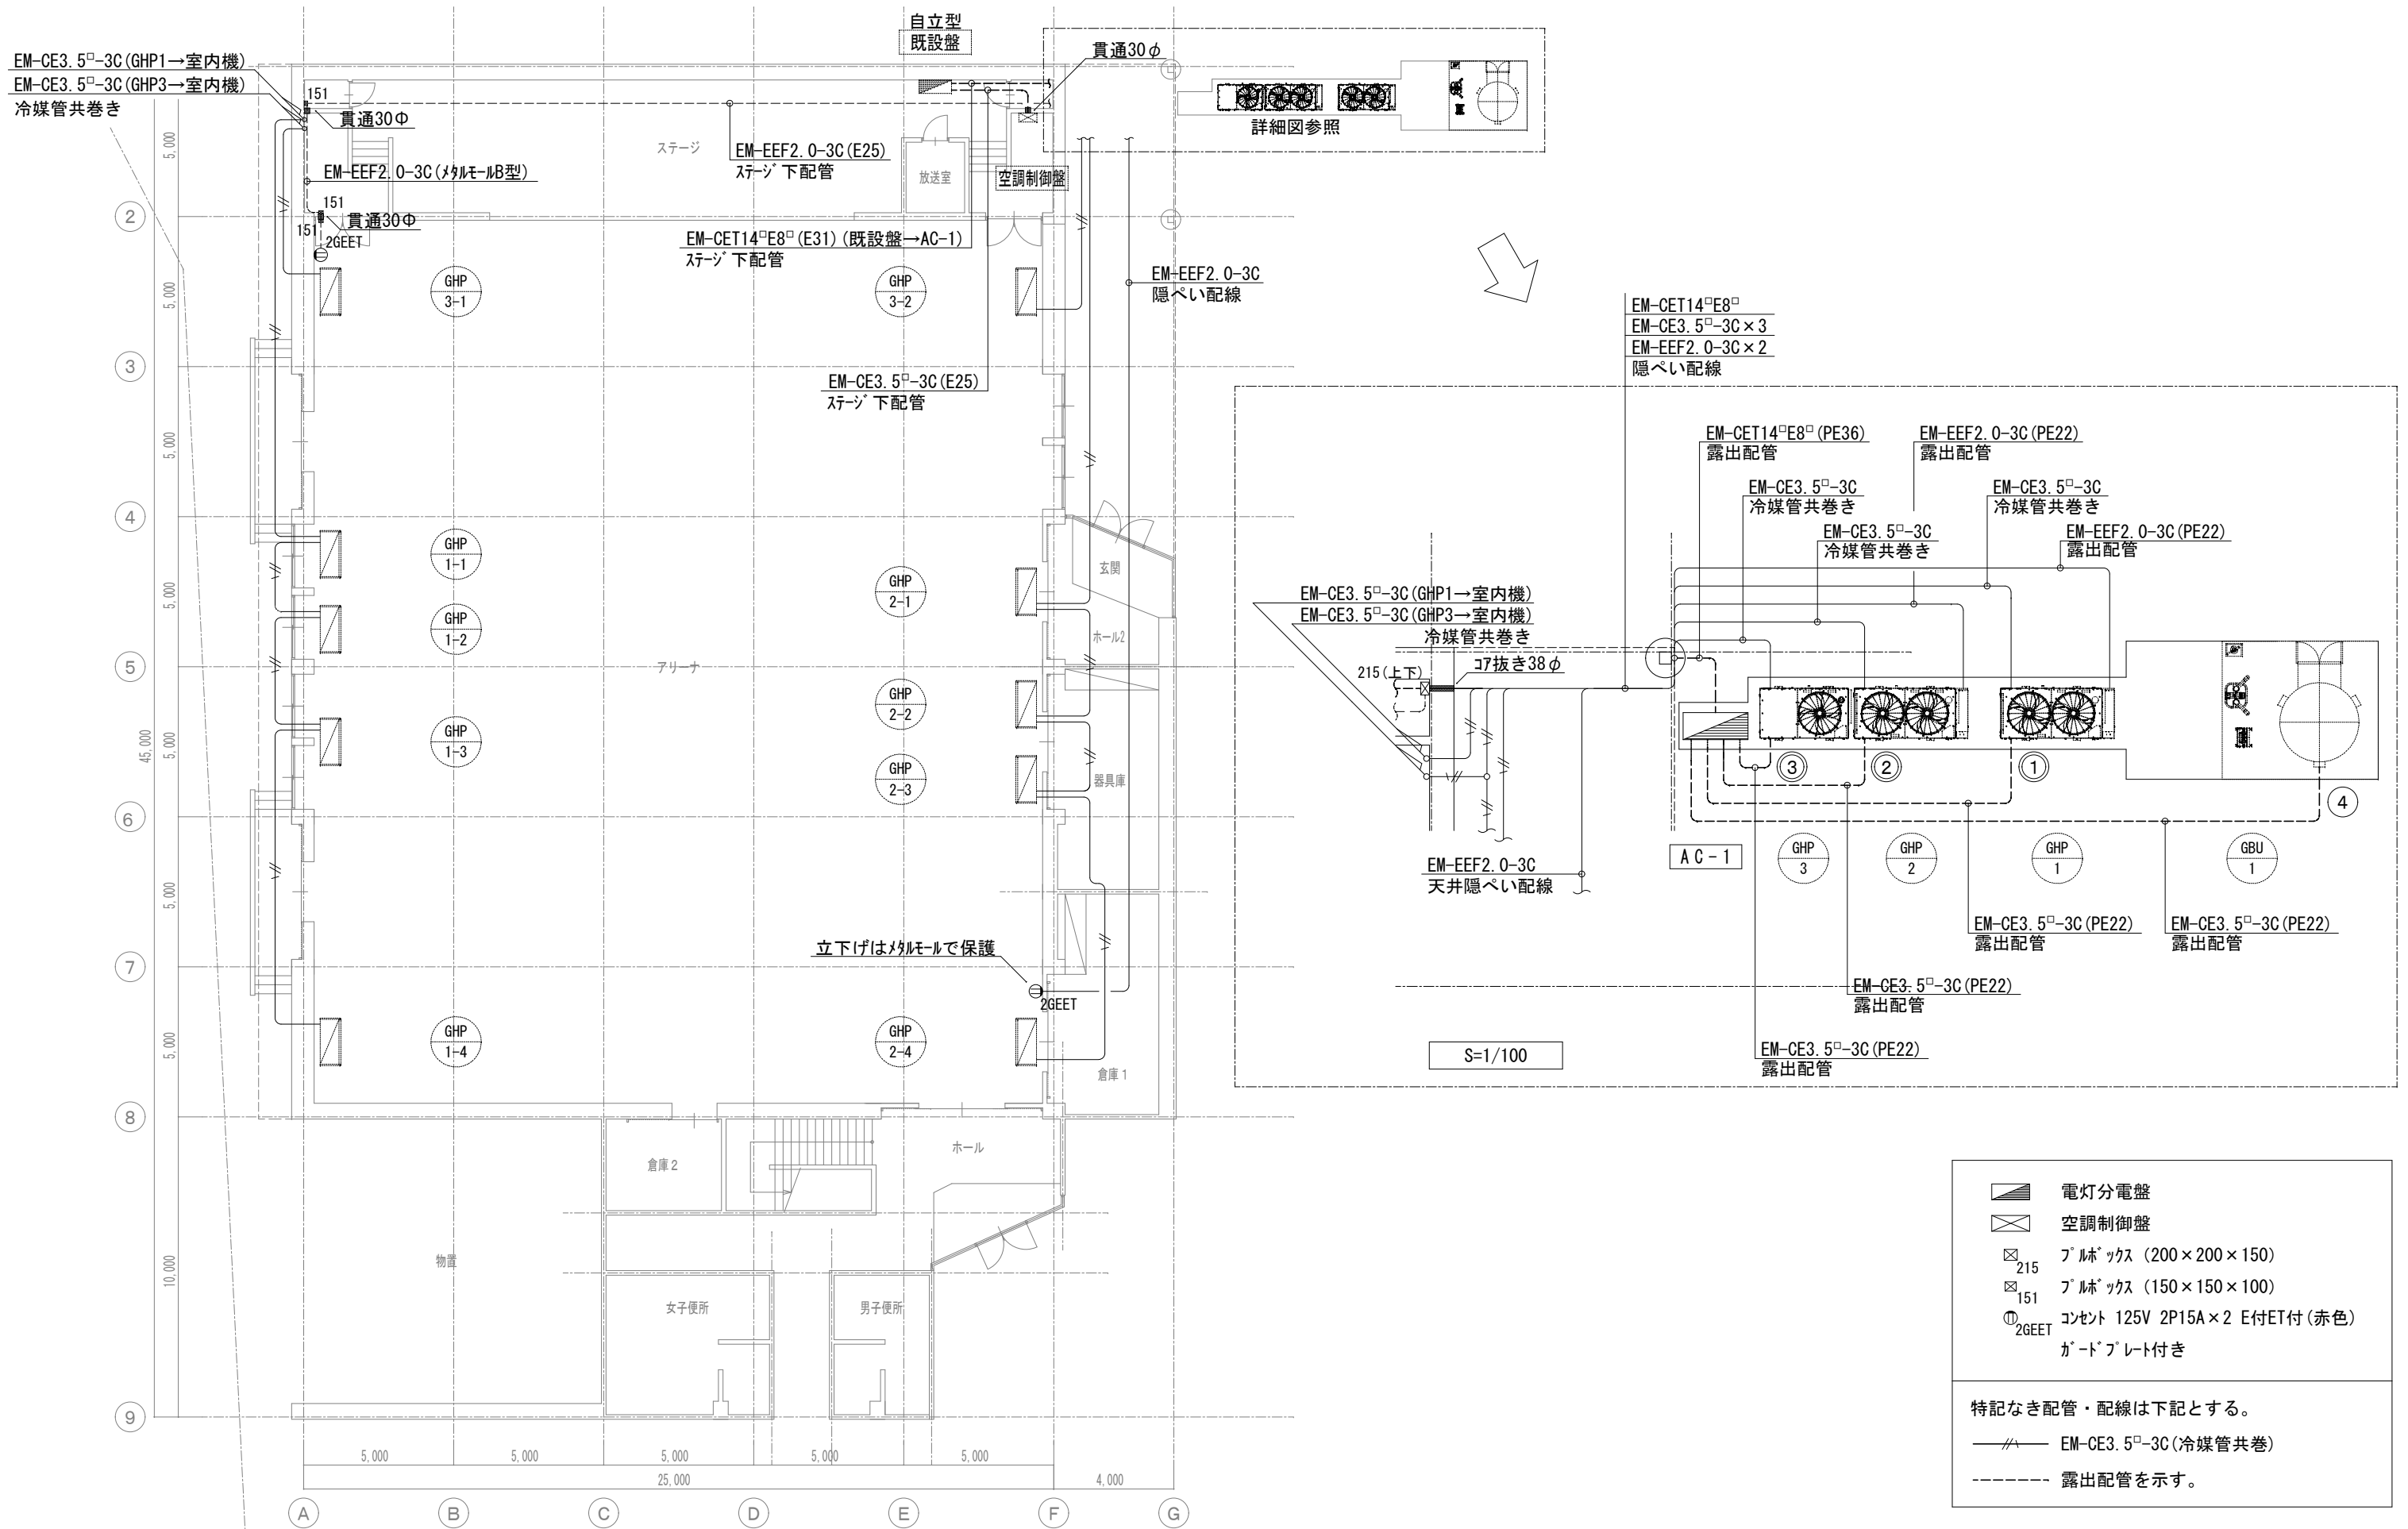 自立型
既設盤
EM-CE3.5□-3C(GHP1→室内機)
EM-CE3.5□-3C(GHP3→室内機)
冷媒管共巻き
151
貫通30Φ
EM-EEF2.0-3C(ﾒﾀﾙﾓｰﾙB型)
151
貫通30Φ
151
2GEET
ステージ
EM-EEF2.0-3C(E25)
ｽﾃｰｼﾞ下配管
放送室
空調制御盤
貫通30φ
詳細図参照
EM-CET14□E8□(E31)(既設盤→AC-1)
ｽﾃｰｼﾞ下配管
EM-EEF2.0-3C
隠ぺい配線
EM-CE3.5□-3C(E25)
ｽﾃｰｼﾞ下配管
GHP
3-1
GHP
3-2
GHP
1-1
GHP
1-2
GHP
1-3
GHP
1-4
GHP
2-1
GHP
2-2
GHP
2-3
GHP
2-4
アリーナ
玄関
ホール2
器具庫
倉庫1
立下げはﾒﾀﾙﾓｰﾙで保護
2GEET
倉庫2
ホール
物置
女子便所
男子便所
2
3
4
5
6
7
8
9
5,000
5,000
5,000
5,000
5,000
5,000
5,000
45,000
10,000
5,000
5,000
5,000
5,000
5,000
25,000
4,000
A
B
C
D
E
F
G
EM-CET14□E8□
EM-CE3.5□-3C×3
EM-EEF2.0-3C×2
隠ぺい配線
EM-CET14□E8□(PE36)
露出配管
EM-EEF2.0-3C(PE22)
露出配管
EM-CE3.5□-3C
冷媒管共巻き
EM-CE3.5□-3C
冷媒管共巻き
EM-CE3.5□-3C
冷媒管共巻き
EM-EEF2.0-3C(PE22)
露出配管
EM-CE3.5□-3C(GHP1→室内機)
EM-CE3.5□-3C(GHP3→室内機)
冷媒管共巻き
215(上下)
ｺｱ抜き38φ
EM-EEF2.0-3C
天井隠ぺい配線
③
②
①
④
AC-1
GHP
3
GHP
2
GHP
1
GBU
1
EM-CE3.5□-3C(PE22)
露出配管
EM-CE3.5□-3C(PE22)
露出配管
EM-CE3.5□-3C(PE22)
露出配管
EM-CE3.5□-3C(PE22)
露出配管
S=1/100
電灯分電盤
空調制御盤
215 ﾌﾟﾙﾎﾞｯｸｽ (200×200×150)
151 ﾌﾟﾙﾎﾞｯｸｽ (150×150×100)
2GEET ｺﾝｾﾝﾄ 125V 2P15A×2 E付ET付(赤色)
ｶﾞｰﾄﾞﾌﾟﾚｰﾄ付き
特記なき配管・配線は下記とする。
EM-CE3.5□-3C(冷媒管共巻)
露出配管を示す。